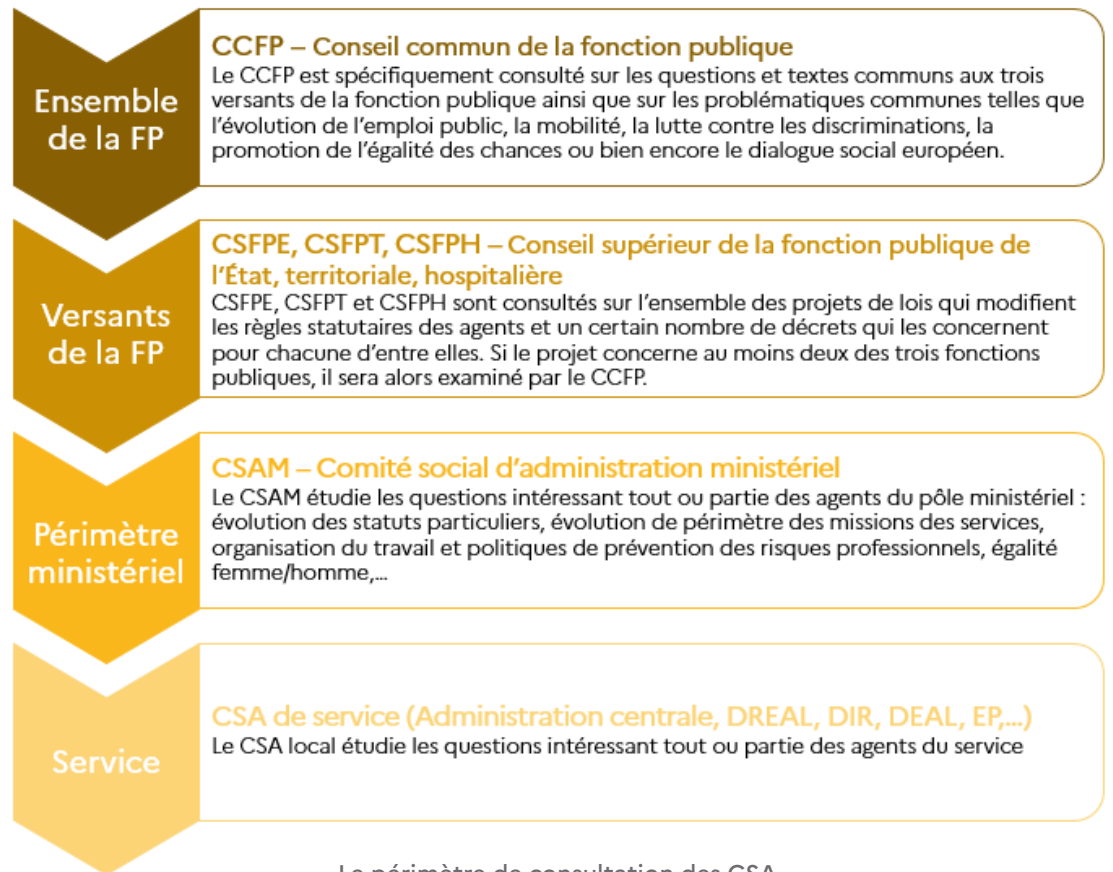 Ensemble
de la FP
CCFP – Conseil commun de la fonction publique
Le CCFP est spécifiquement consulté sur les questions et textes communs aux trois
versants de la fonction publique ainsi que sur les problématiques communes telles que
l’évolution de l’emploi public, la mobilité, la lutte contre les discriminations, la
promotion de l’égalité des chances ou bien encore le dialogue social européen.
Versants
de la FP
CSFPE, CSFPT, CSFPH – Conseil supérieur de la fonction publique de
l’État, territoriale, hospitalière
CSFPE, CSFPT et CSFPH sont consultés sur l’ensemble des projets de lois qui modifient
les règles statutaires des agents et un certain nombre de décrets qui les concernent
pour chacune d’entre elles. Si le projet concerne au moins deux des trois fonctions
publiques, il sera alors examiné par le CCFP.
Périmètre
ministériel
CSAM – Comité social d’administration ministériel
Le CSAM étudie les questions intéressant tout ou partie des agents du pôle ministériel :
évolution des statuts particuliers, évolution de périmètre des missions des services,
organisation du travail et politiques de prévention des risques professionnels, égalité
femme/homme,…
Service
CSA de service (Administration centrale, DREAL, DIR, DEAL, EP,…)
Le CSA local étudie les questions intéressant tout ou partie des agents du service
Le périmètre de consultation des CSA